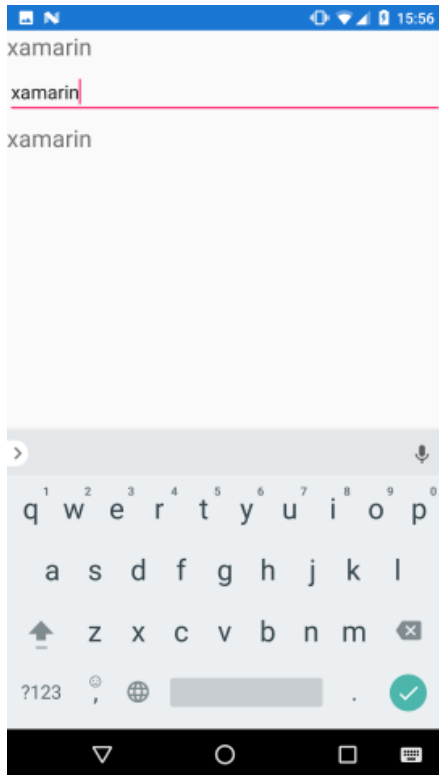 15:56
xamarin
xamarin
xamarin
1 2 3 4 5 6 7 8 9 0
q w e r t y u i o p
a s d f g h j k l
z x c v b n m
?123 , .